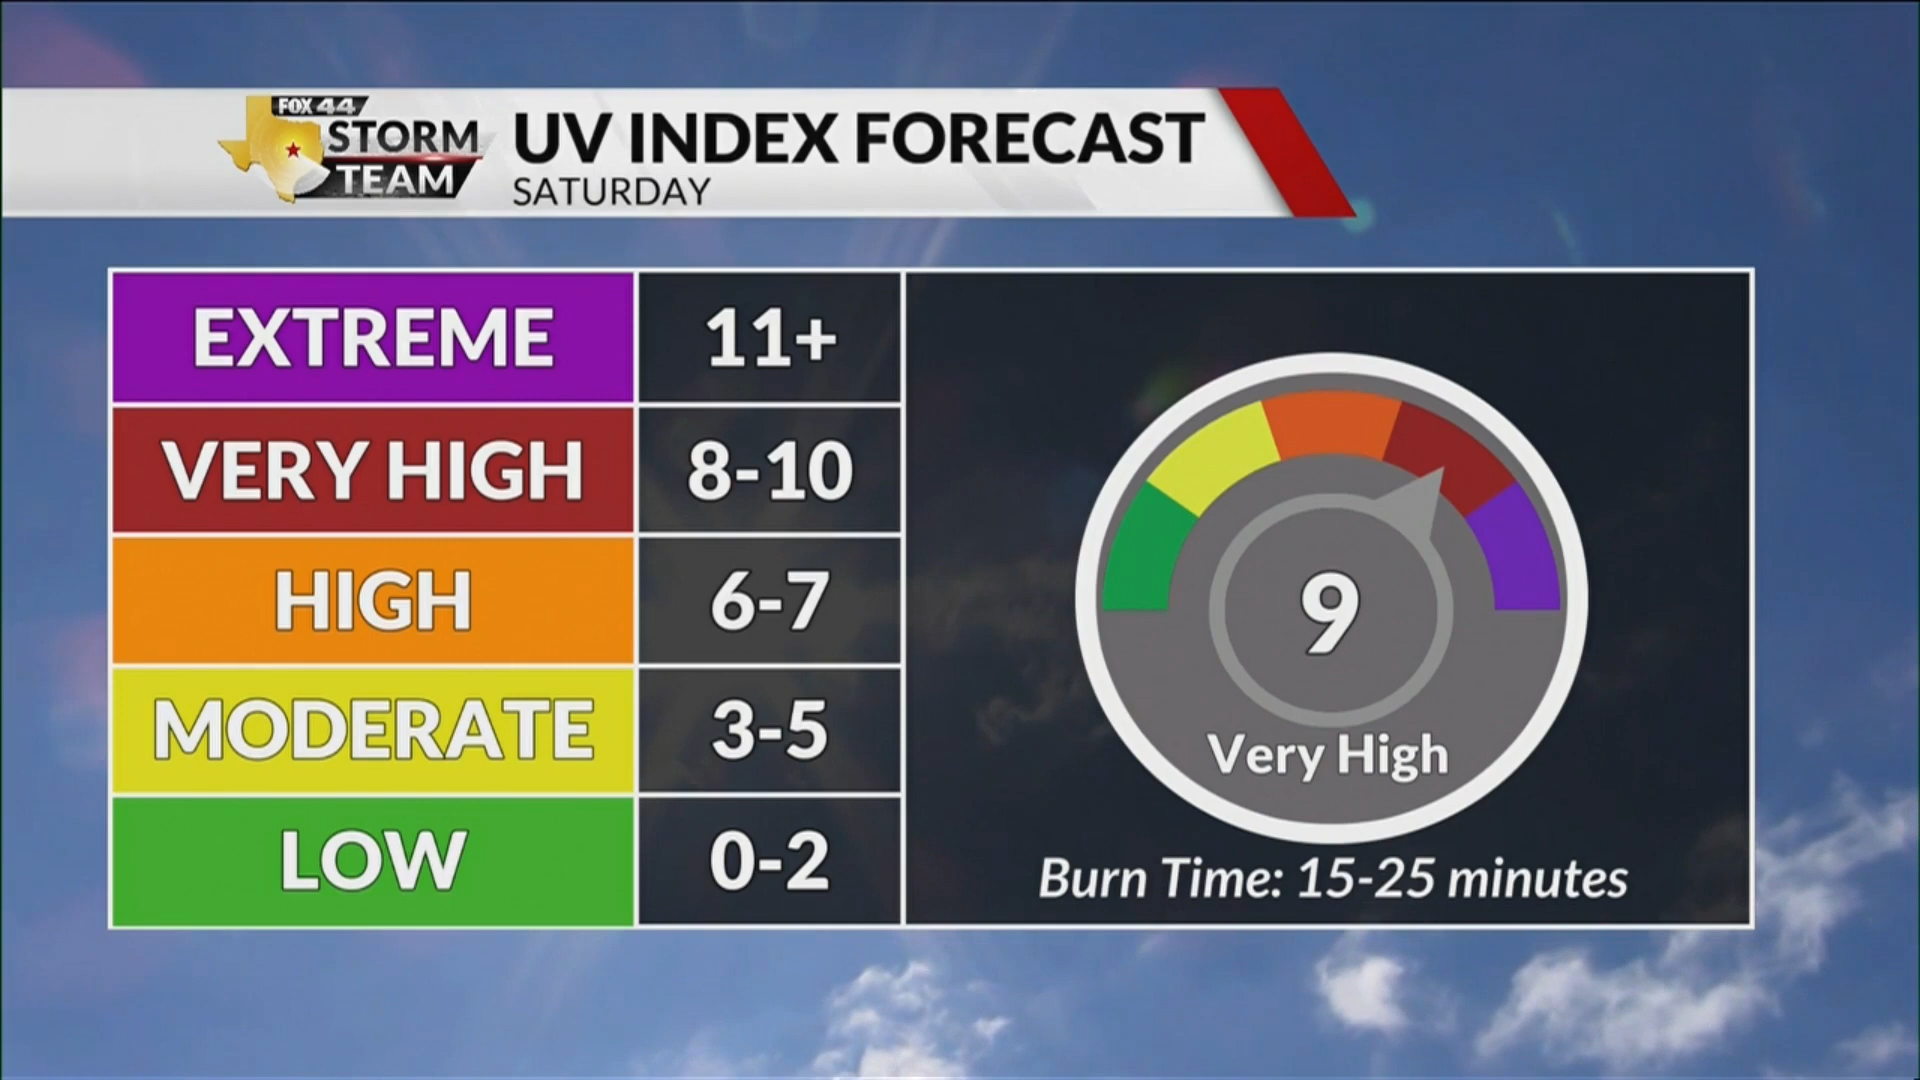 FOX 44
STORM
TEAM
UV INDEX FORECAST
SATURDAY
EXTREME 11+
VERY HIGH 8-10
HIGH 6-7
MODERATE 3-5
LOW 0-2
9
Very High
Burn Time: 15-25 minutes